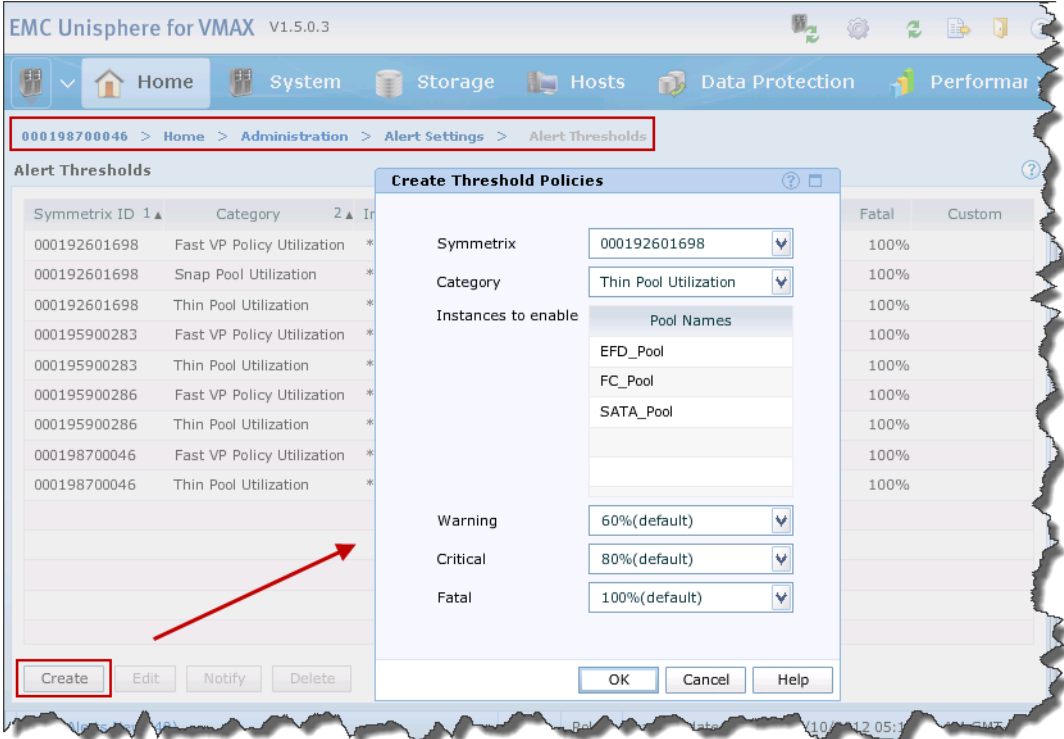 EMC Unisphere for VMAX V1.5.0.3
Home System Storage Hosts Data Protection
000198700046 > Home > Administration > Alert Settings > Alert Thresholds
Alert Thresholds
Symmetrix ID 1 Category 2 Fatal Custom
000192601698 Fast VP Policy Utilization * 100%
000192601698 Snap Pool Utilization * 100%
000192601698 Thin Pool Utilization * 100%
000195900283 Fast VP Policy Utilization * 100%
000195900283 Thin Pool Utilization * 100%
000195900286 Fast VP Policy Utilization * 100%
000195900286 Thin Pool Utilization * 100%
000198700046 Fast VP Policy Utilization * 100%
000198700046 Thin Pool Utilization * 100%
Create Edit Notify Delete
Create Threshold Policies
Symmetrix 000192601698
Category Thin Pool Utilization
Instances to enable Pool Names
EFD_Pool
FC_Pool
SATA_Pool
Warning 60%(default)
Critical 80%(default)
Fatal 100%(default)
OK Cancel Help